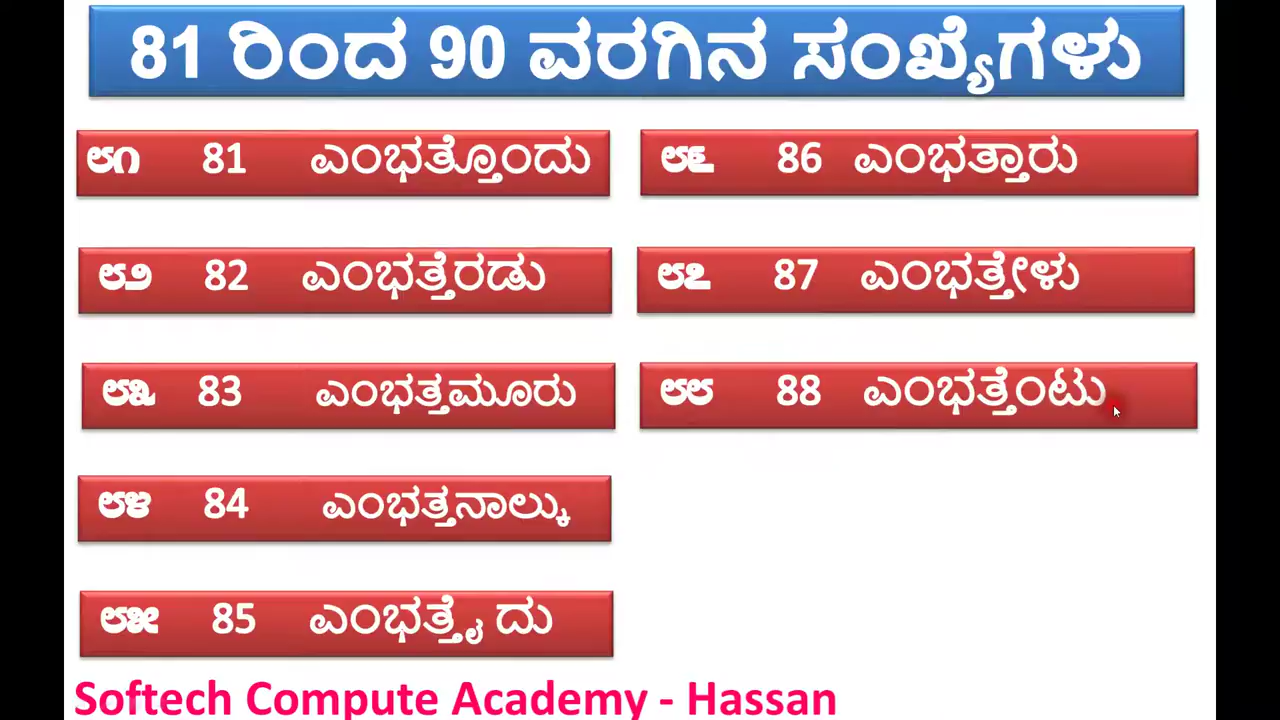 81 ರಿಂದ 90 ವರಗಿನ ಸಂಖ್ಯೆಗಳು
೮೧ 81 ಎಂಭತ್ತೊಂದು
೮೨ 82 ಎಂಭತ್ತೆರಡು
೮೩ 83 ಎಂಭತ್ತಮೂರು
೮೪ 84 ಎಂಭತ್ತನಾಲ್ಕು
೮೫ 85 ಎಂಭತ್ತೈದು
೮೬ 86 ಎಂಭತ್ತಾರು
೮೭ 87 ಎಂಭತ್ತೇಳು
೮೮ 88 ಎಂಭತ್ತೆಂಟು
Softech Compute Academy - Hassan